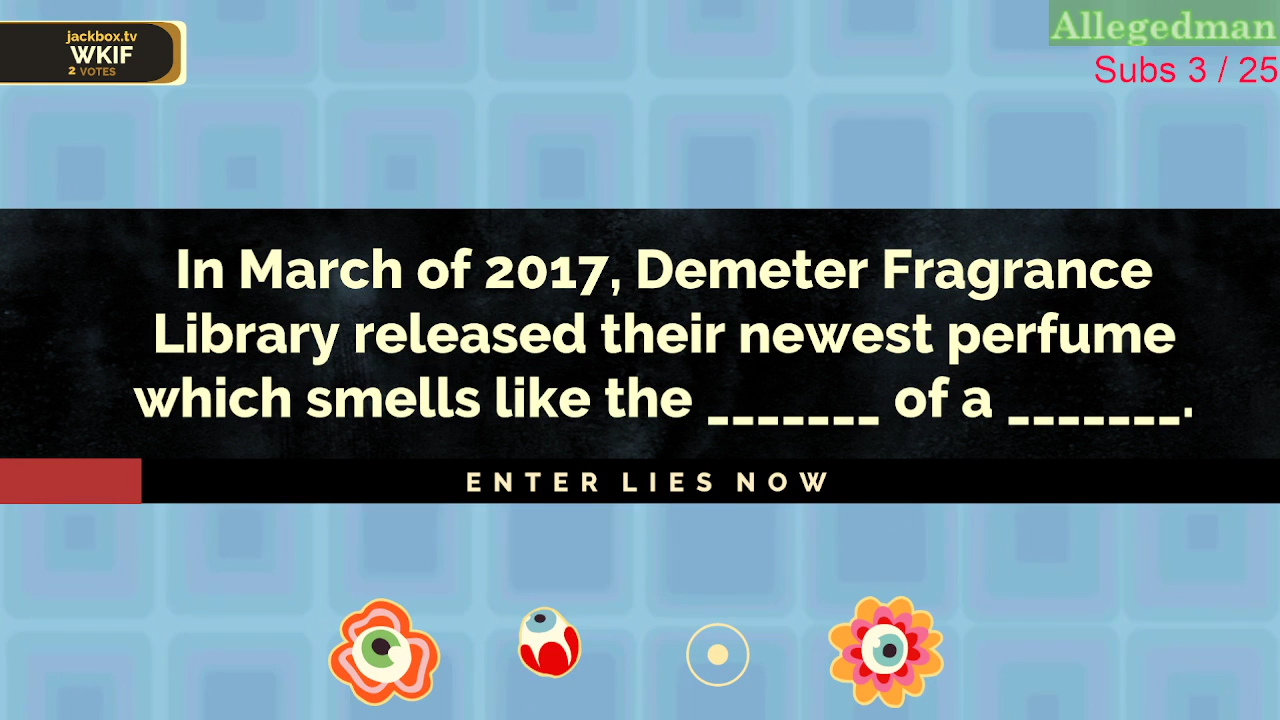 jackbox.tv
WKIF
2 VOTES
Allegedman
Subs 3 / 25
In March of 2017, Demeter Fragrance
Library released their newest perfume
which smells like the _______ of a _______.
ENTER LIES NOW